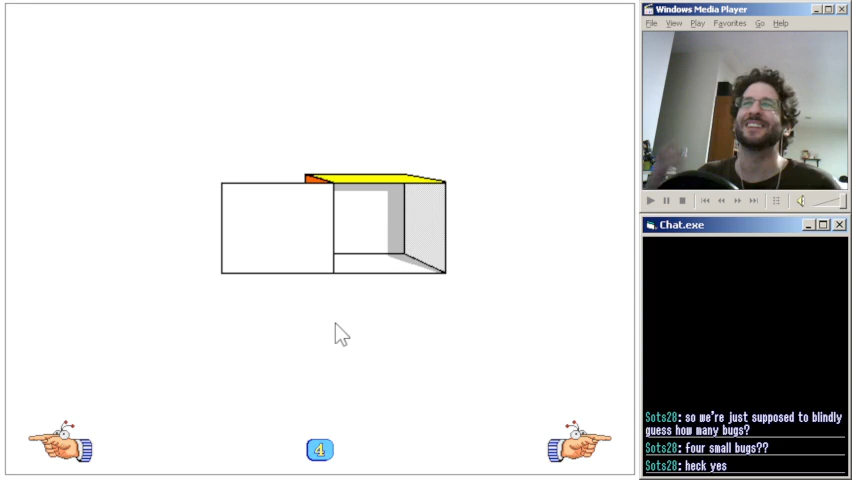 Windows Media Player
File View Play Favorites Go Help
Chat.exe
Sots28: so we're just supposed to blindly
guess how many bugs?
Sots28: four small bugs??
Sots28: heck yes
4